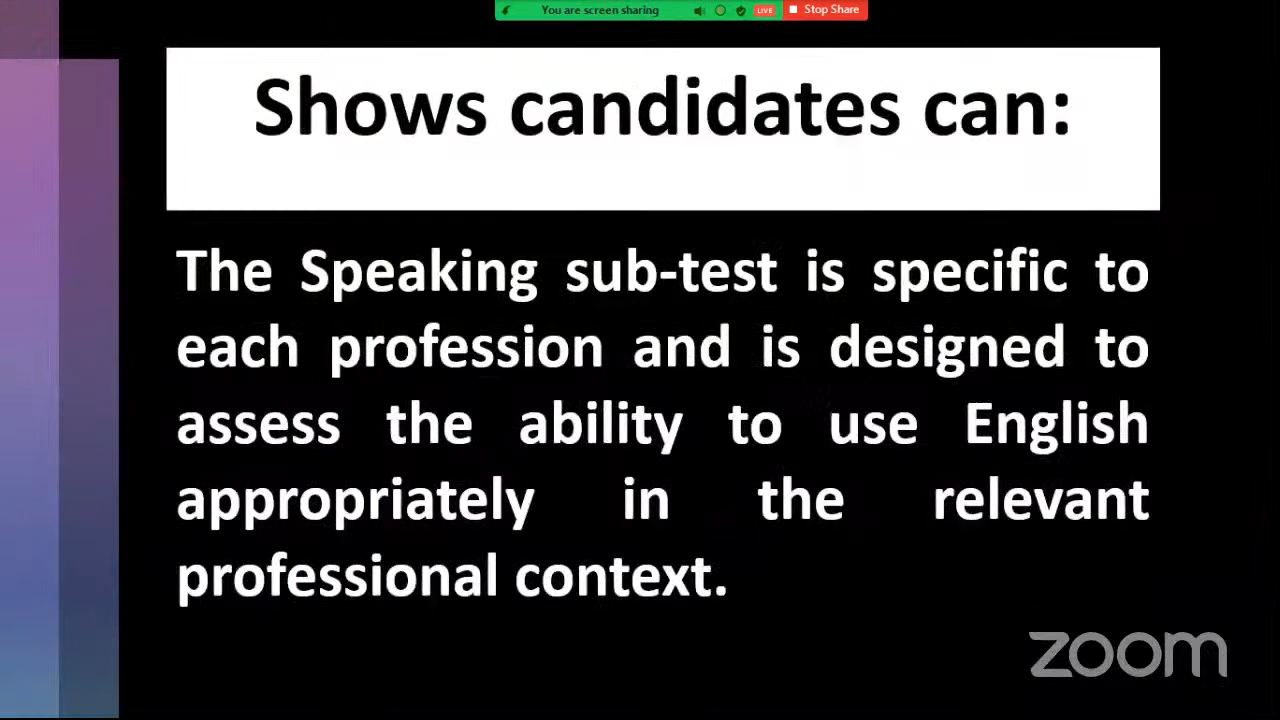 You are screen sharing
LIVE
Stop Share
Shows candidates can:
The Speaking sub-test is specific to
each profession and is designed to
assess the ability to use English
appropriately in the relevant
professional context.
zoom